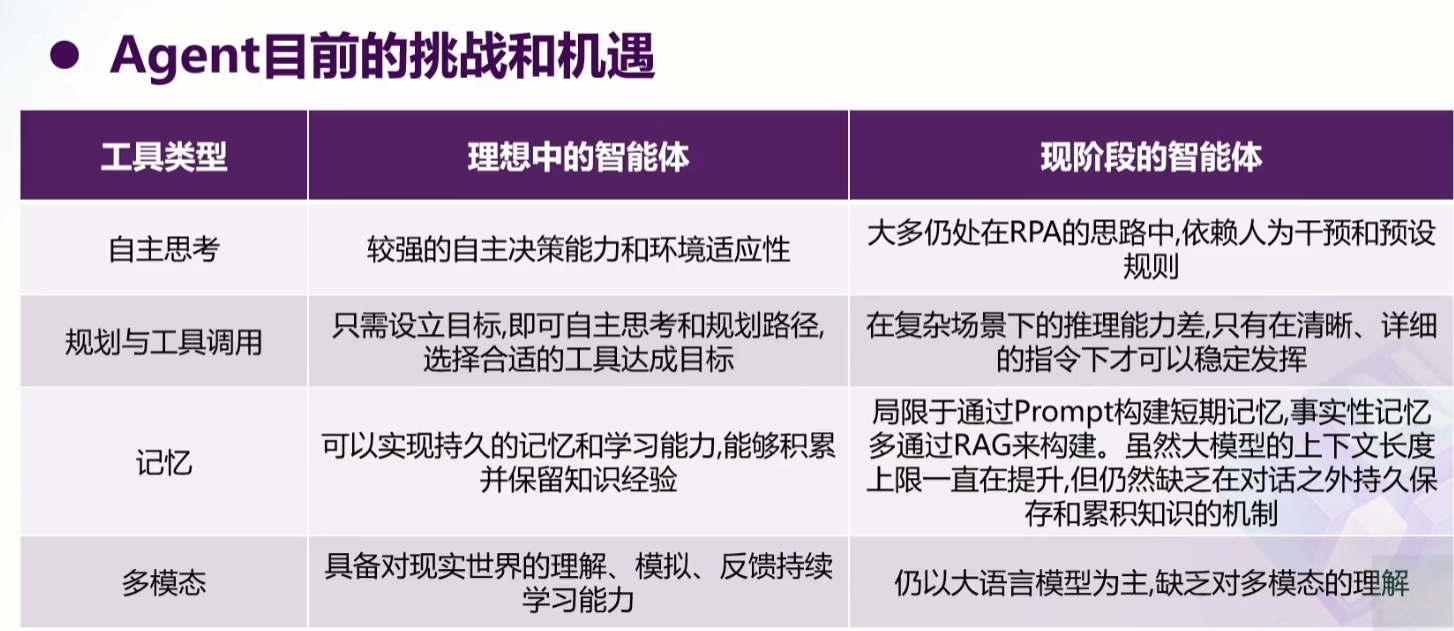 ● Agent目前的挑战和机遇
工具类型
理想中的智能体
现阶段的智能体
自主思考
较强的自主决策能力和环境适应性
大多仍处在RPA的思路中,依赖人为干预和预设
规则
规划与工具调用
只需设立目标,即可自主思考和规划路径,
选择合适的工具达成目标
在复杂场景下的推理能力差,只有在清晰、详细
的指令下才可以稳定发挥
记忆
可以实现持久的记忆和学习能力,能够积累
并保留知识经验
局限于通过Prompt构建短期记忆,事实性记忆
多通过RAG来构建。虽然大模型的上下文长度
上限一直在提升,但仍然缺乏在对话之外持久保
存和累积知识的机制
多模态
具备对现实世界的理解、模拟、反馈持续
学习能力
仍以大语言模型为主,缺乏对多模态的理解